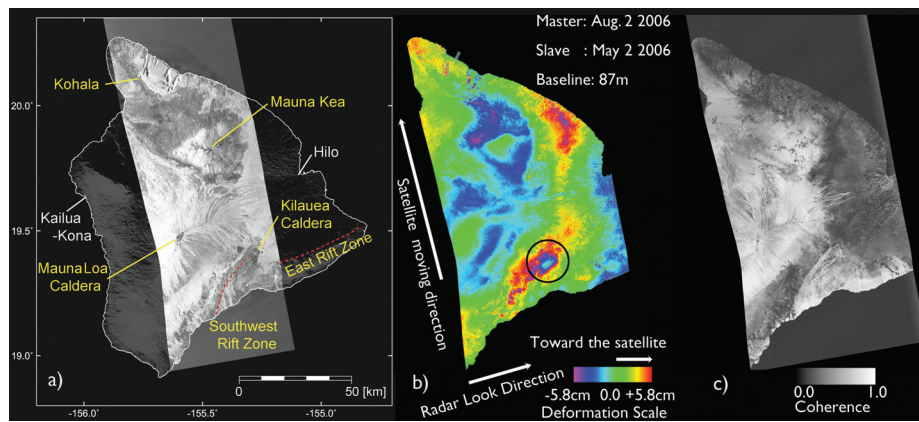 Kohala
20.0°
Mauna Kea
Hilo
Kailua
-Kona
19.5°
Kilauea
Caldera
East Rift Zone
Mauna Loa
Caldera
Southwest
Rift Zone
19.0°
a)
0 50 [km]
-156.0° -155.5° -155.0°
Master: Aug. 2 2006
Slave : May 2 2006
Baseline: 87m
Satellite moving direction
Toward the satellite
b)
Radar Look Direction
-5.8cm 0.0 +5.8cm
Deformation Scale
c)
0.0 1.0
Coherence